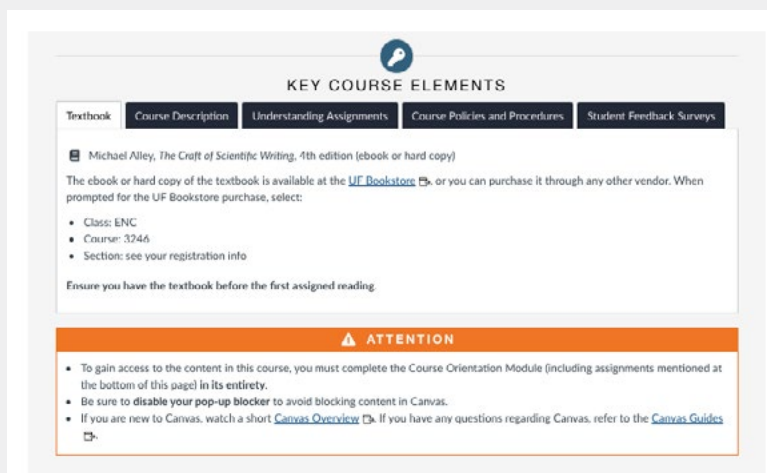 KEY COURSE ELEMENTS
Textbook Course Description Understanding Assignments Course Policies and Procedures Student Feedback Surveys
Michael Alley, The Craft of Scientific Writing, 4th edition (ebook or hard copy)
The ebook or hard copy of the textbook is available at the UF Bookstore, or you can purchase it through any other vendor. When
prompted for the UF Bookstore purchase, select:
• Class: ENC
• Course: 3246
• Section: see your registration info
Ensure you have the textbook before the first assigned reading.
ATTENTION
• To gain access to the content in this course, you must complete the Course Orientation Module (including assignments mentioned at
the bottom of this page) in its entirety.
• Be sure to disable your pop-up blocker to avoid blocking content in Canvas.
• If you are new to Canvas, watch a short Canvas Overview. If you have any questions regarding Canvas, refer to the Canvas Guides
.